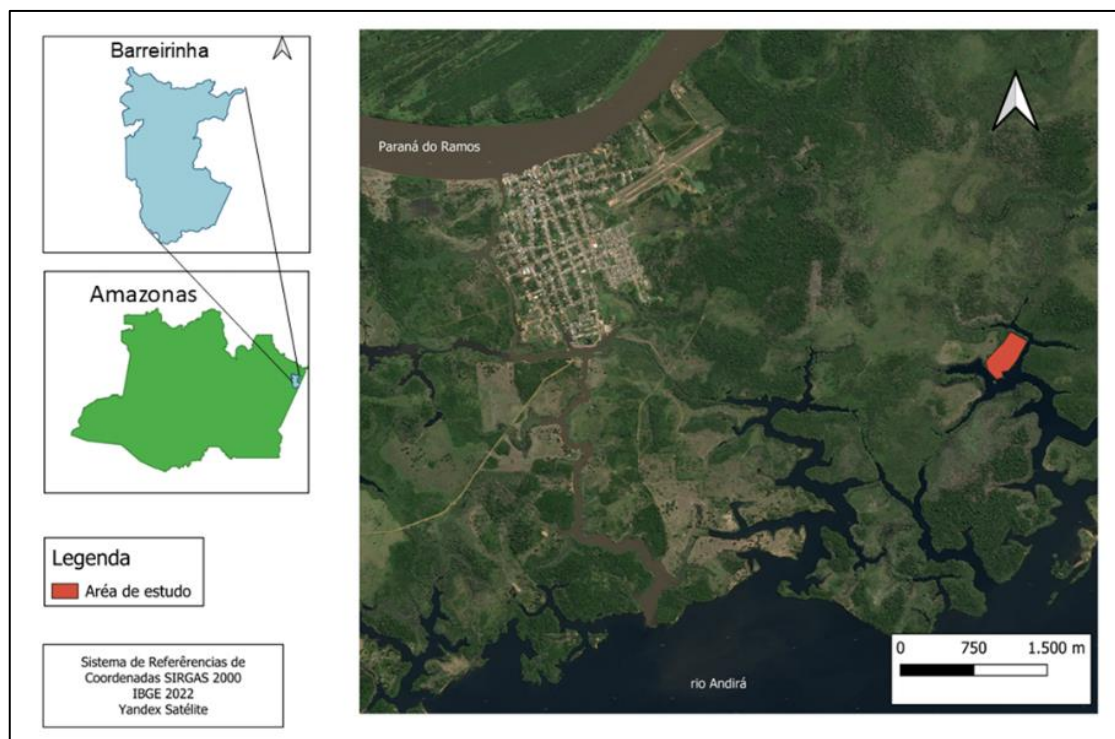 Barreirinha
Amazonas
Legenda
Aréa de estudo
Sistema de Referêrencias de
Coordenadas SIRGAS 2000
IBGE 2022
Yandex Satélite
Paraná do Ramos
rio Andirá
0 750 1.500 m